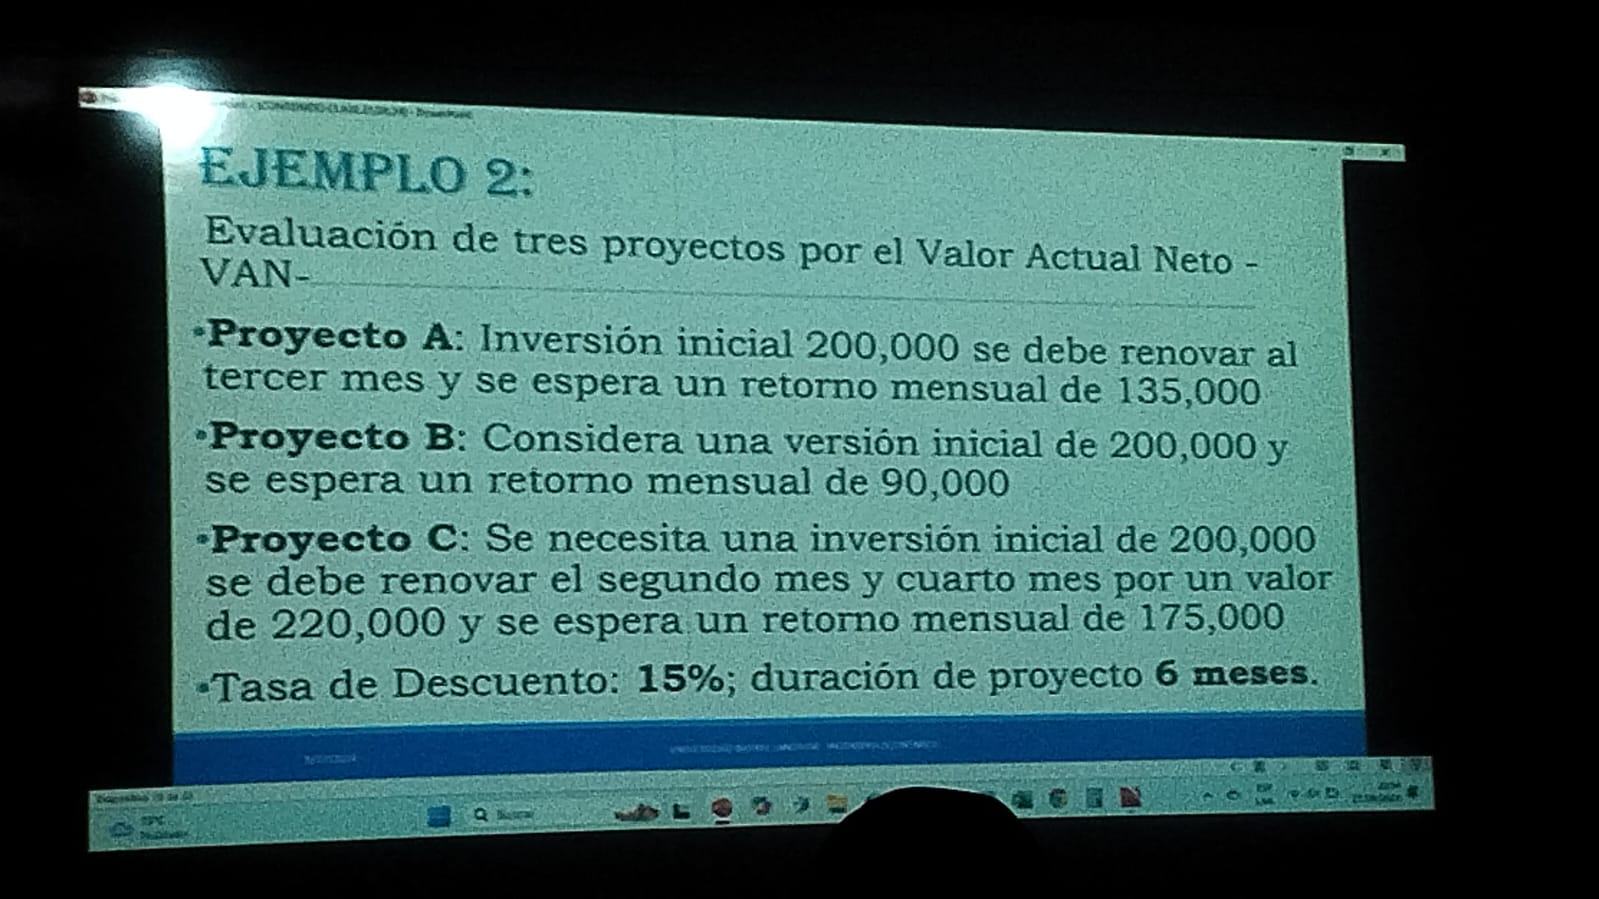 EJEMPLO 2:
Evaluación de tres proyectos por el Valor Actual Neto -
VAN-
•Proyecto A: Inversión inicial 200,000 se debe renovar al
tercer mes y se espera un retorno mensual de 135,000
•Proyecto B: Considera una versión inicial de 200,000 y
se espera un retorno mensual de 90,000
•Proyecto C: Se necesita una inversión inicial de 200,000
se debe renovar el segundo mes y cuarto mes por un valor
de 220,000 y se espera un retorno mensual de 175,000
•Tasa de Descuento: 15%; duración de proyecto 6 meses.
Buscar